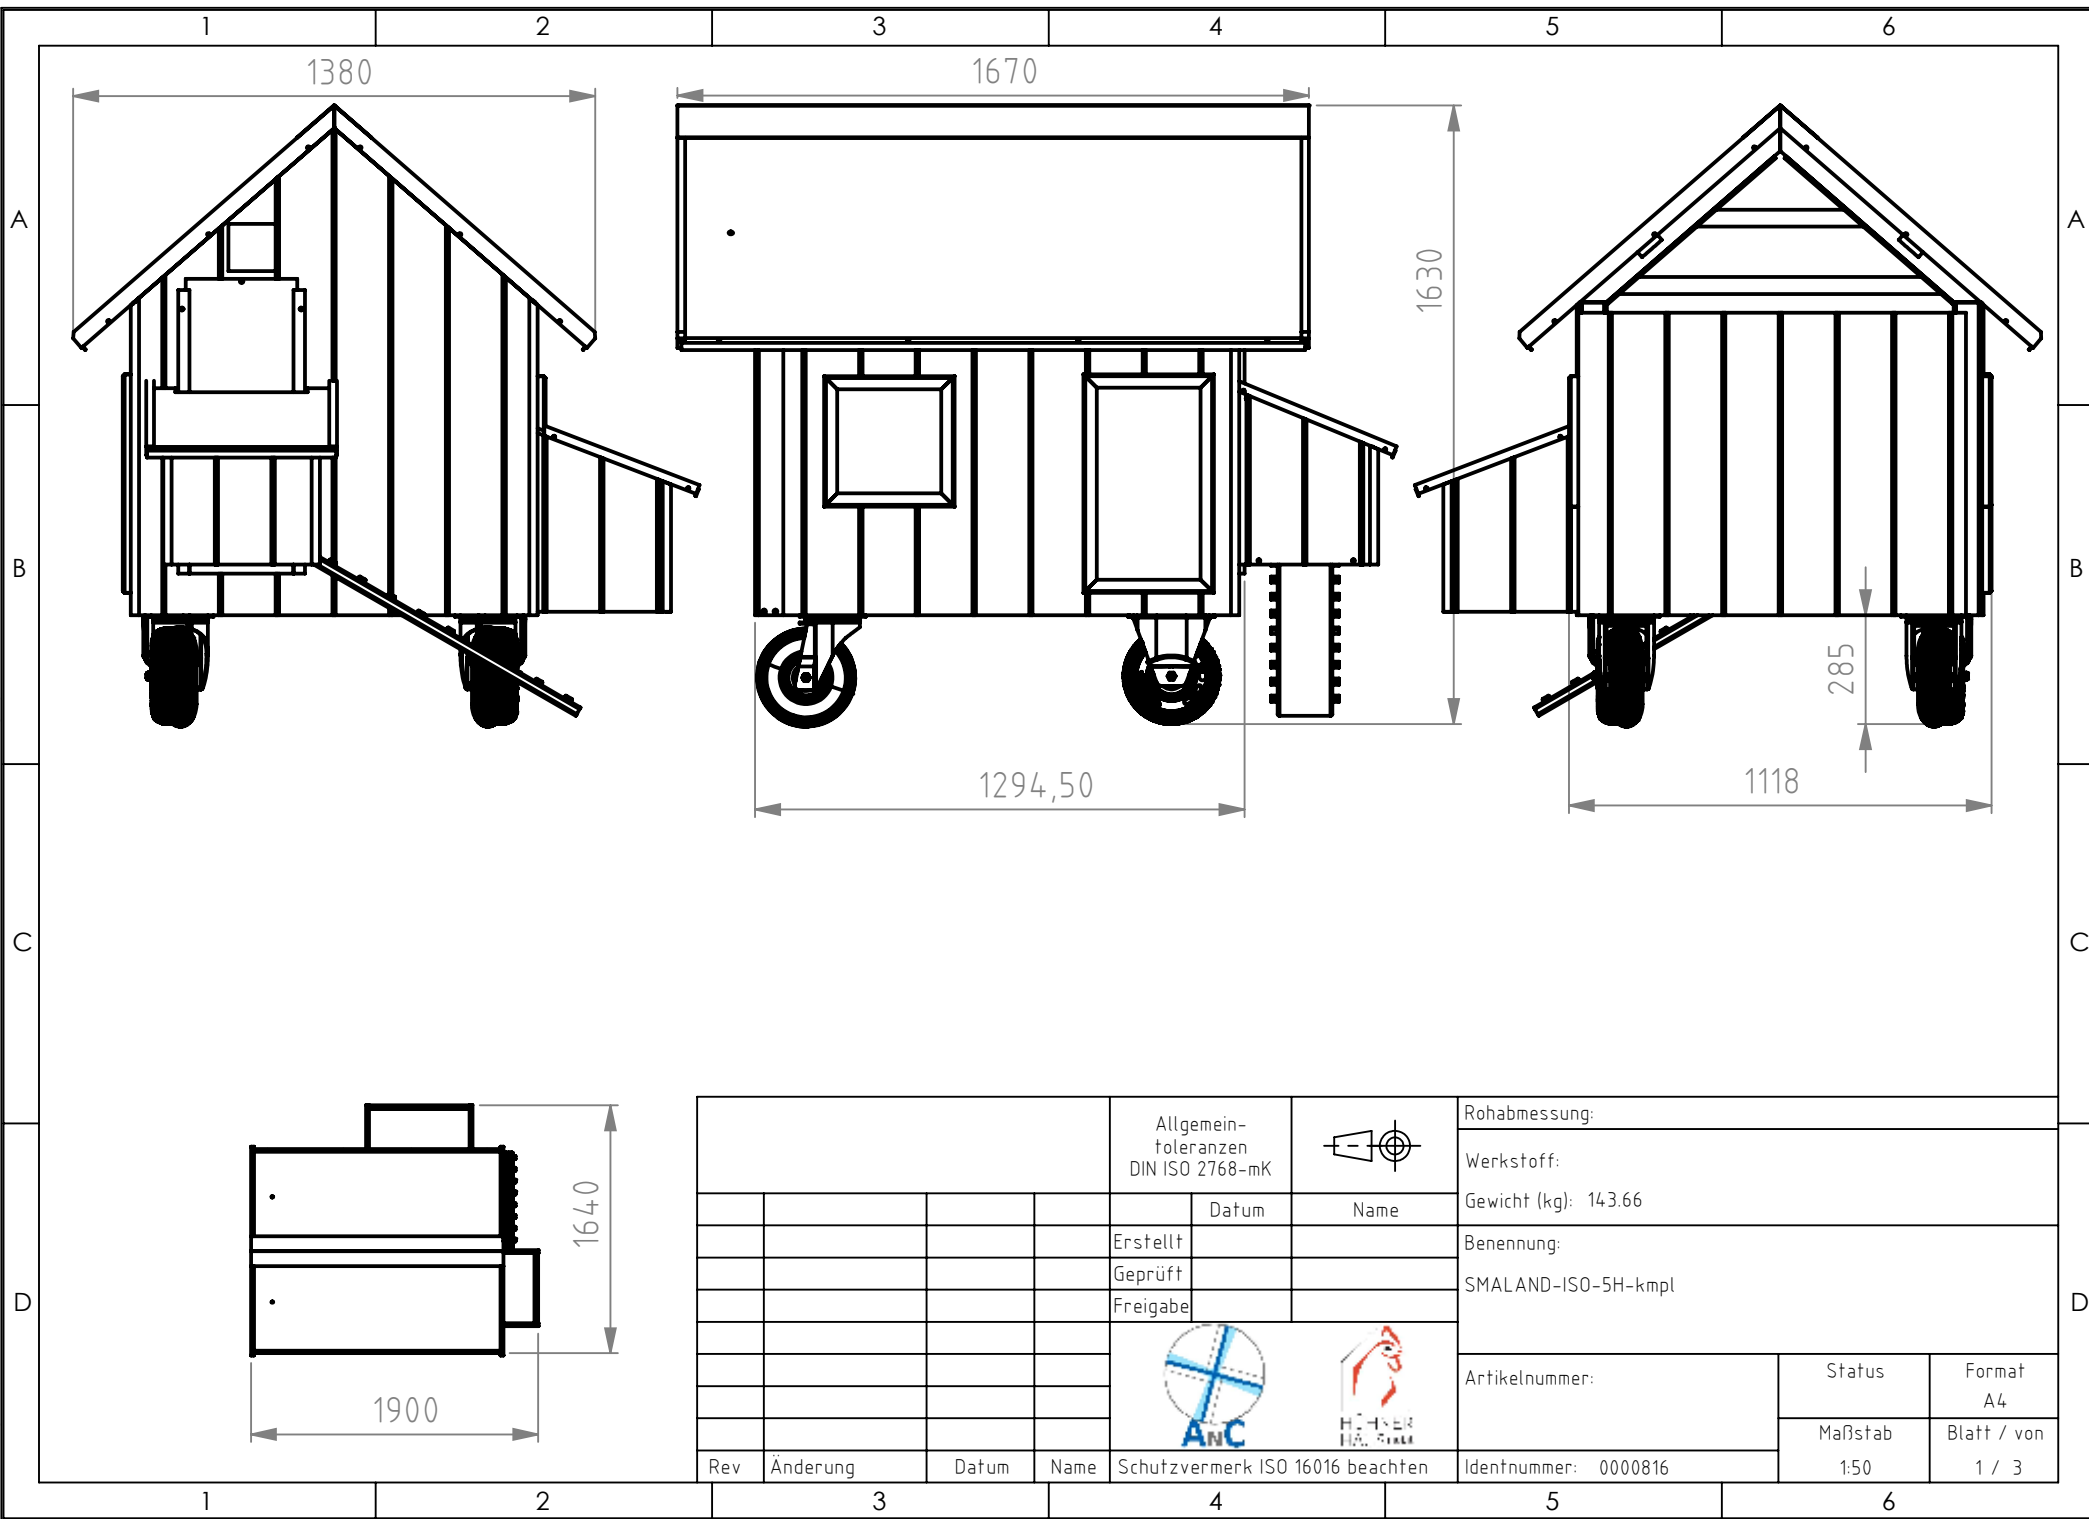 1 2 3 4 5 6
1380
1670
A A
1630
B B
285
1294,50
1118
C C
1640
1900
D D
Allgemein-
toleranzen
DIN ISO 2768-mK
Rohabmessung:
Werkstoff:
Gewicht (kg): 143.66
Datum Name
Erstellt
Geprüft
Freigabe
Benennung:
SMALAND-ISO-5H-kmpl
ANC
Artikelnummer:
Status
Format
A4
Maßstab
1:50
Blatt / von
1 / 3
Rev Änderung Datum Name Schutzvermerk ISO 16016 beachten
Identnummer: 0000816
1 2 3 4 5 6